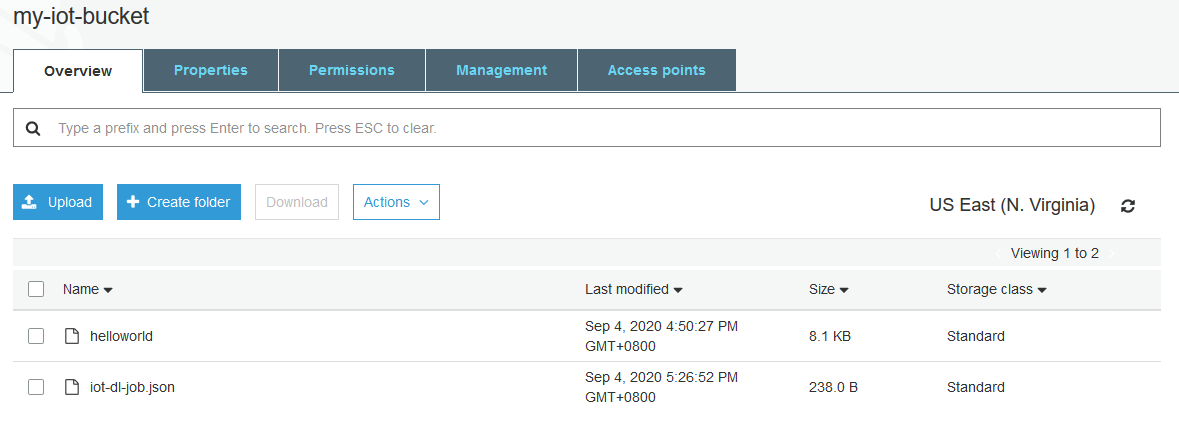 my-iot-bucket
Overview Properties Permissions Management Access points
Type a prefix and press Enter to search. Press ESC to clear.
Upload Create folder Download Actions US East (N. Virginia)
Viewing 1 to 2
Name Last modified Size Storage class
helloworld Sep 4, 2020 4:50:27 PM GMT+0800 8.1 KB Standard
iot-dl-job.json Sep 4, 2020 5:26:52 PM GMT+0800 238.0 B Standard